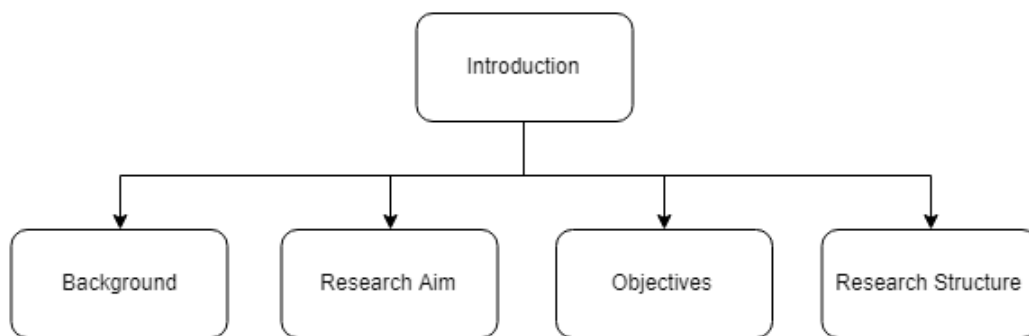 Introduction
Background
Research Aim
Objectives
Research Structure